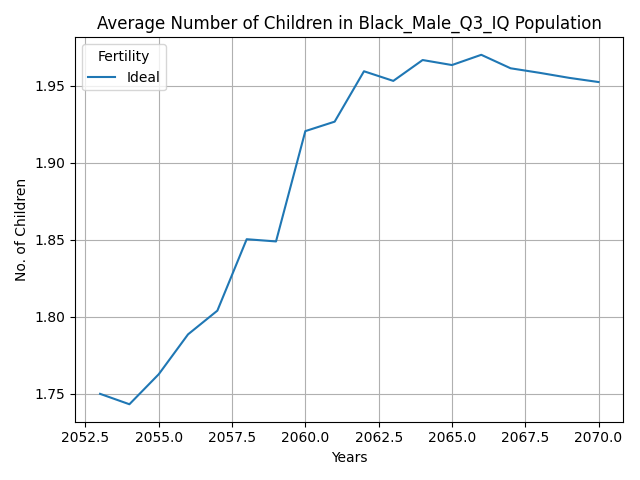 Average Number of Children in Black_Male_Q3_IQ Population
Fertility
Ideal
No. of Children
1.95
1.90
1.85
1.80
1.75
2052.5 2055.0 2057.5 2060.0 2062.5 2065.0 2067.5 2070.0
Years